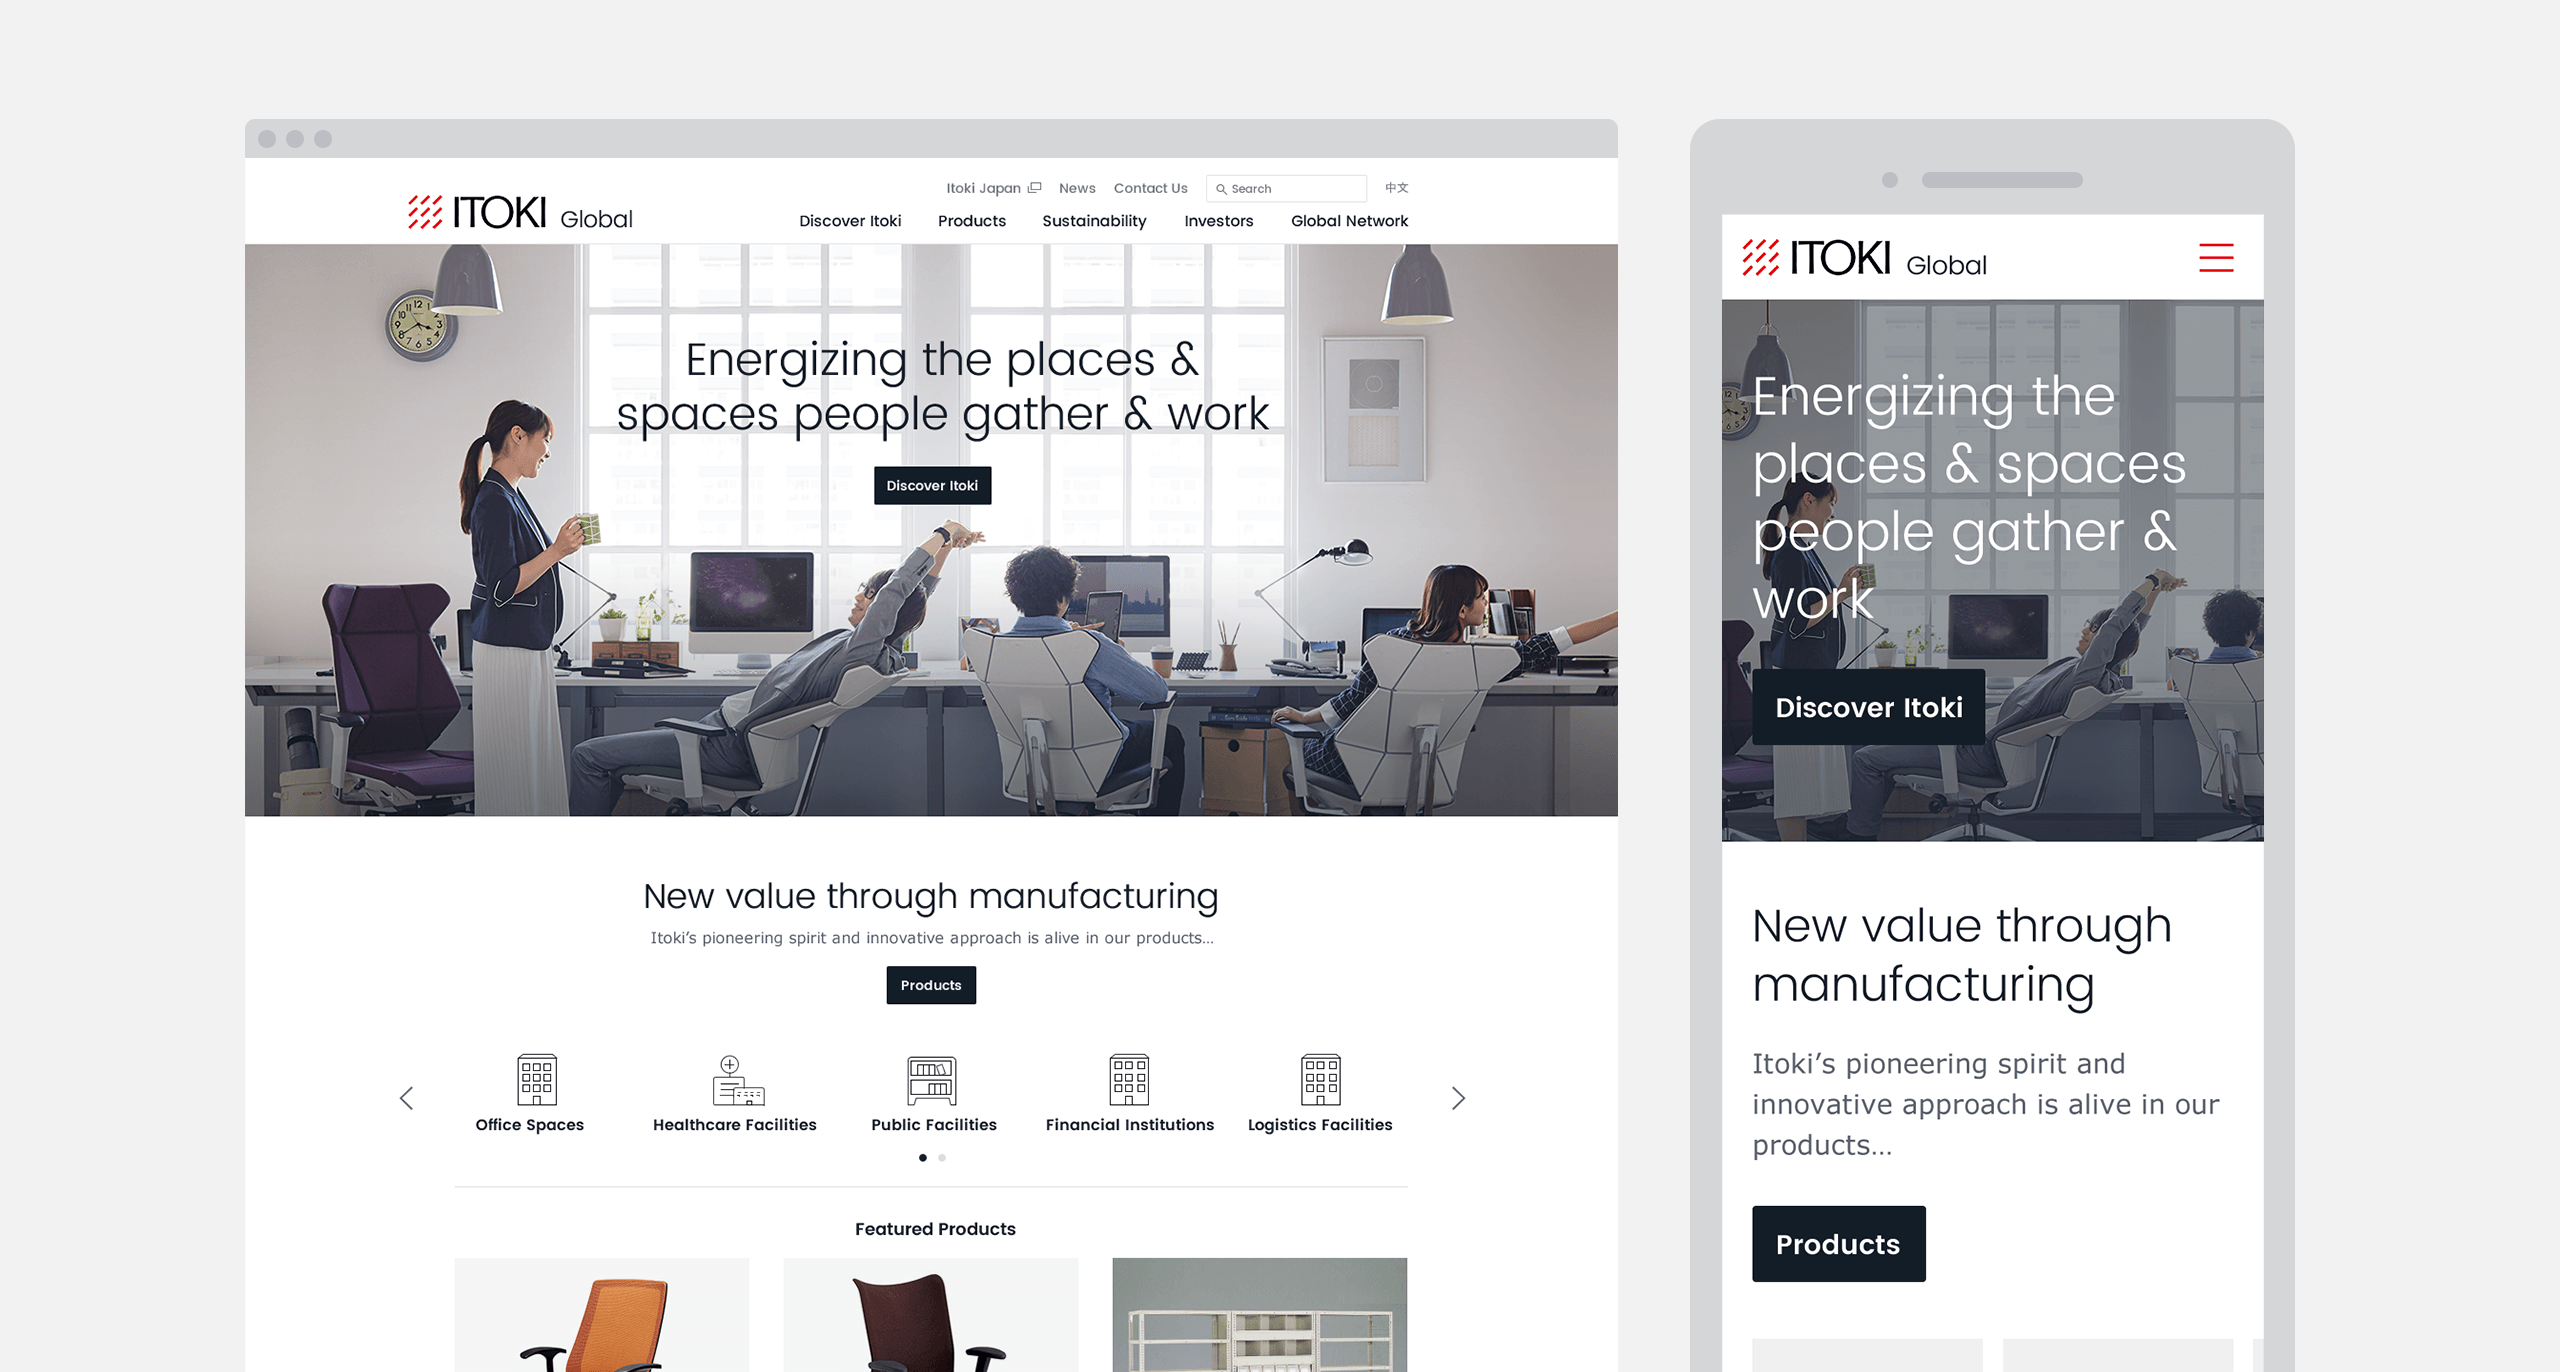 Itoki Japan News Contact Us Search 中文
ITOKI Global
Discover Itoki Products Sustainability Investors Global Network
Energizing the places &
spaces people gather & work
Discover Itoki
New value through manufacturing
Itoki’s pioneering spirit and innovative approach is alive in our products...
Products
Office Spaces Healthcare Facilities Public Facilities Financial Institutions Logistics Facilities
Featured Products
ITOKI Global
Energizing the
places & spaces
people gather &
work
Discover Itoki
New value through
manufacturing
Itoki’s pioneering spirit and
innovative approach is alive in our
products...
Products